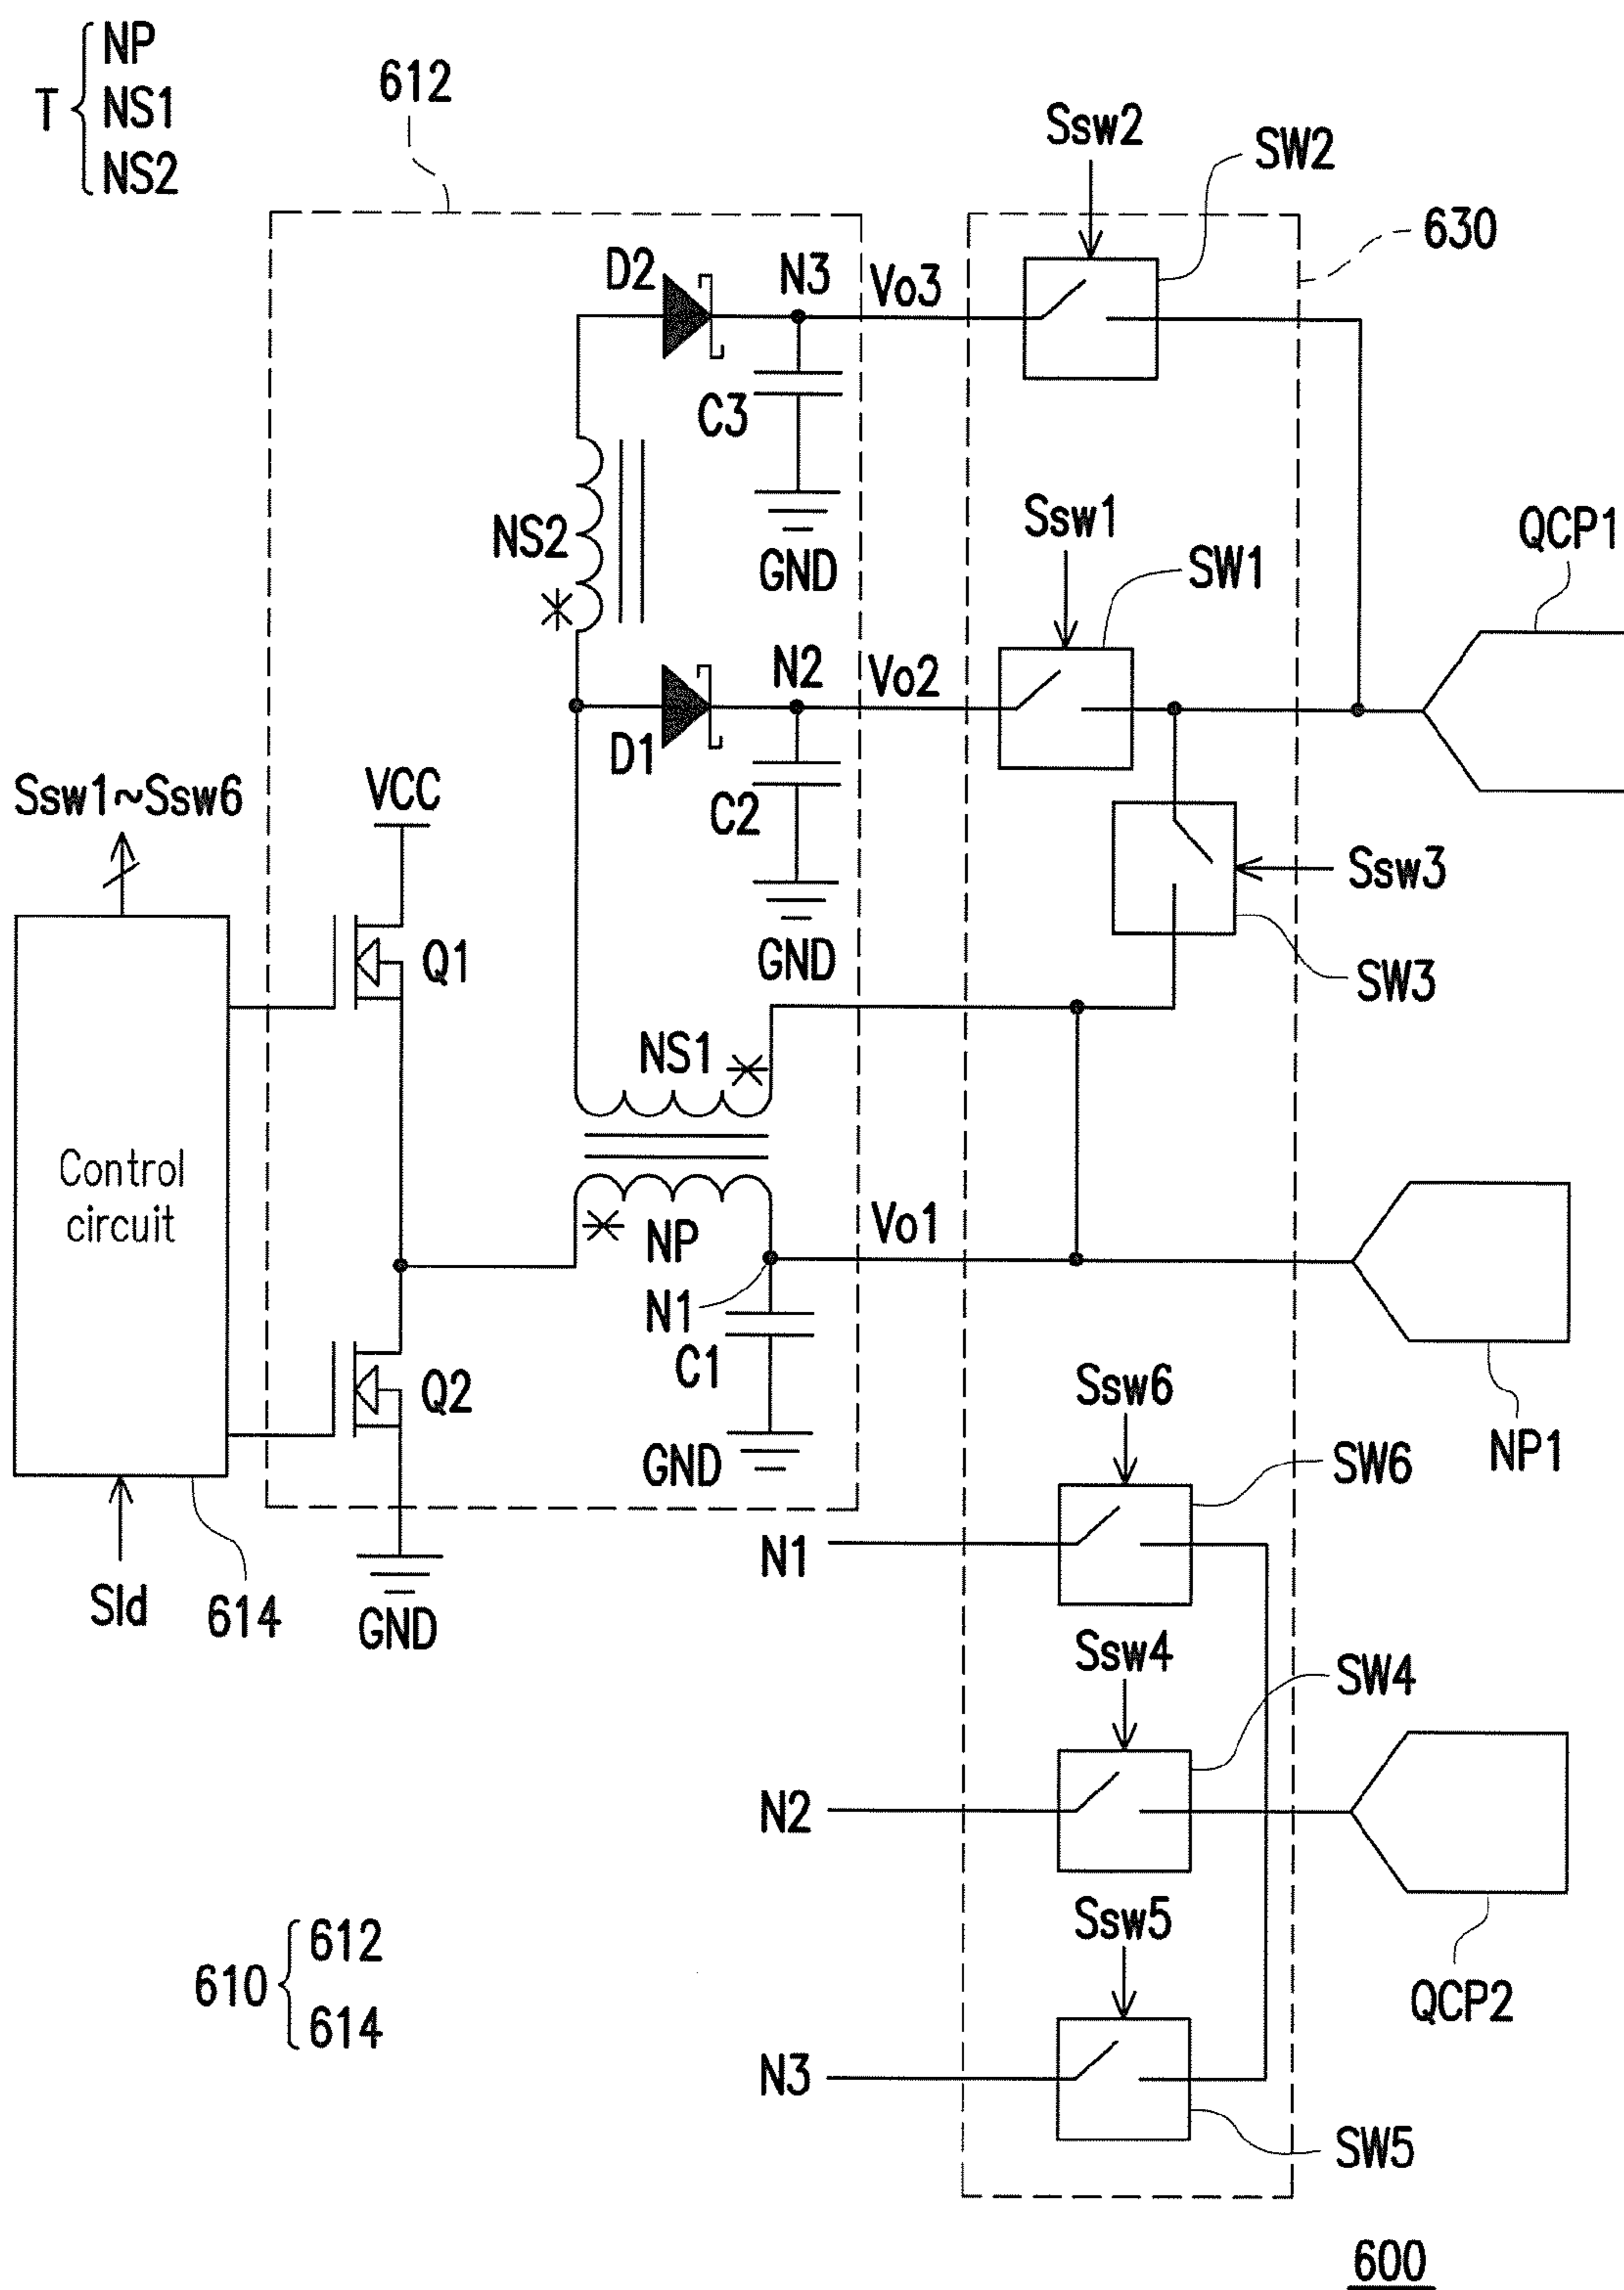 T { NP
NS1
NS2
612
Ssw2
SW2
630
D2
N3
Vo3
C3
GND
NS2
Ssw1
SW1
QCP1
N2
Vo2
D1
C2
GND
Ssw1~Ssw6
VCC
Ssw3
SW3
Q1
NS1
Control
circuit
NP
Vo1
N1
C1
GND
NP1
Q2
Ssw6
SW6
N1
SId
614
GND
Ssw4
SW4
N2
QCP2
Ssw5
SW5
N3
610 { 612
614
600